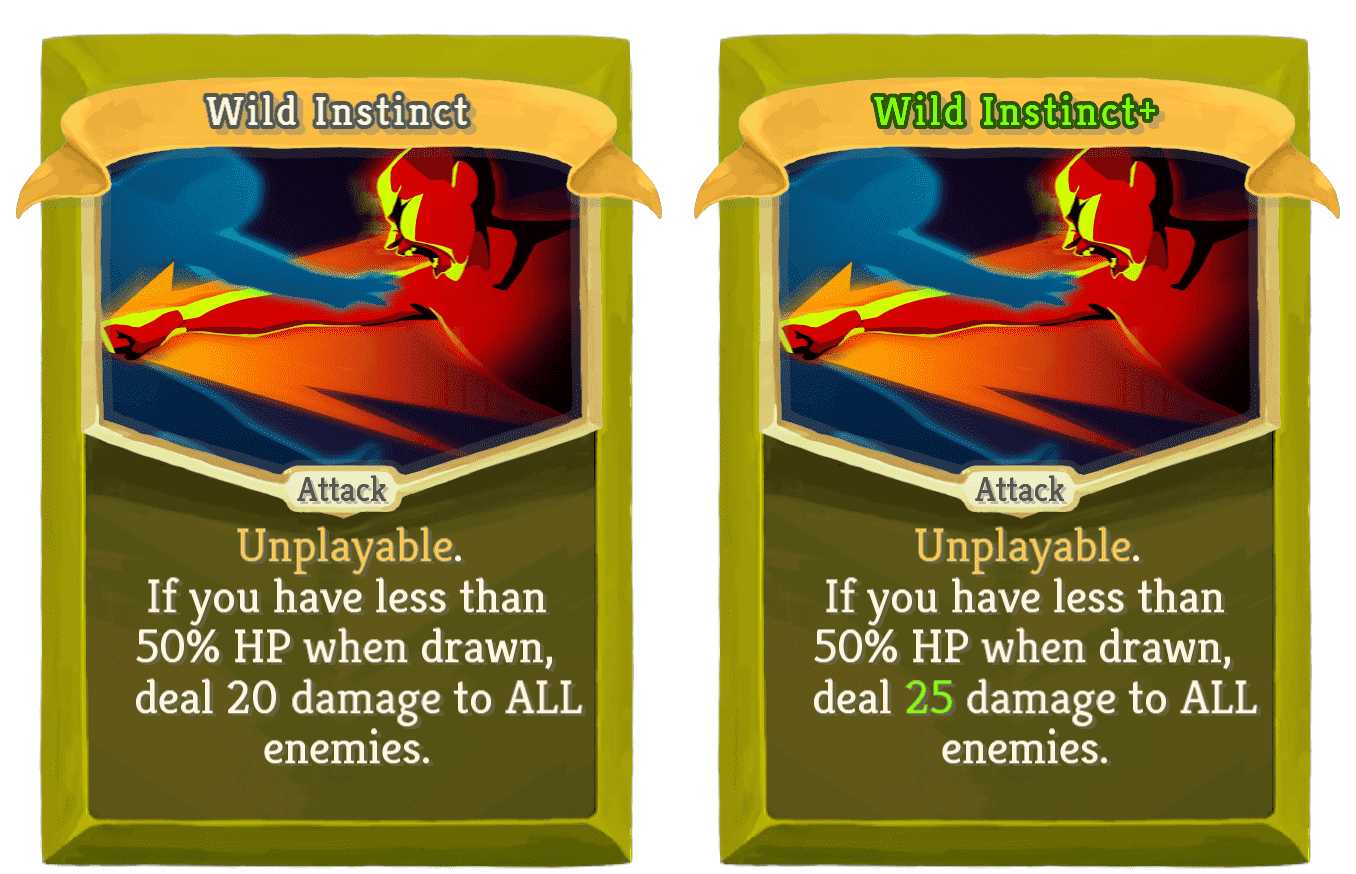 Wild Instinct
Attack
Unplayable.
If you have less than
50% HP when drawn,
deal 20 damage to ALL
enemies.
Wild Instinct+
Attack
Unplayable.
If you have less than
50% HP when drawn,
deal 25 damage to ALL
enemies.